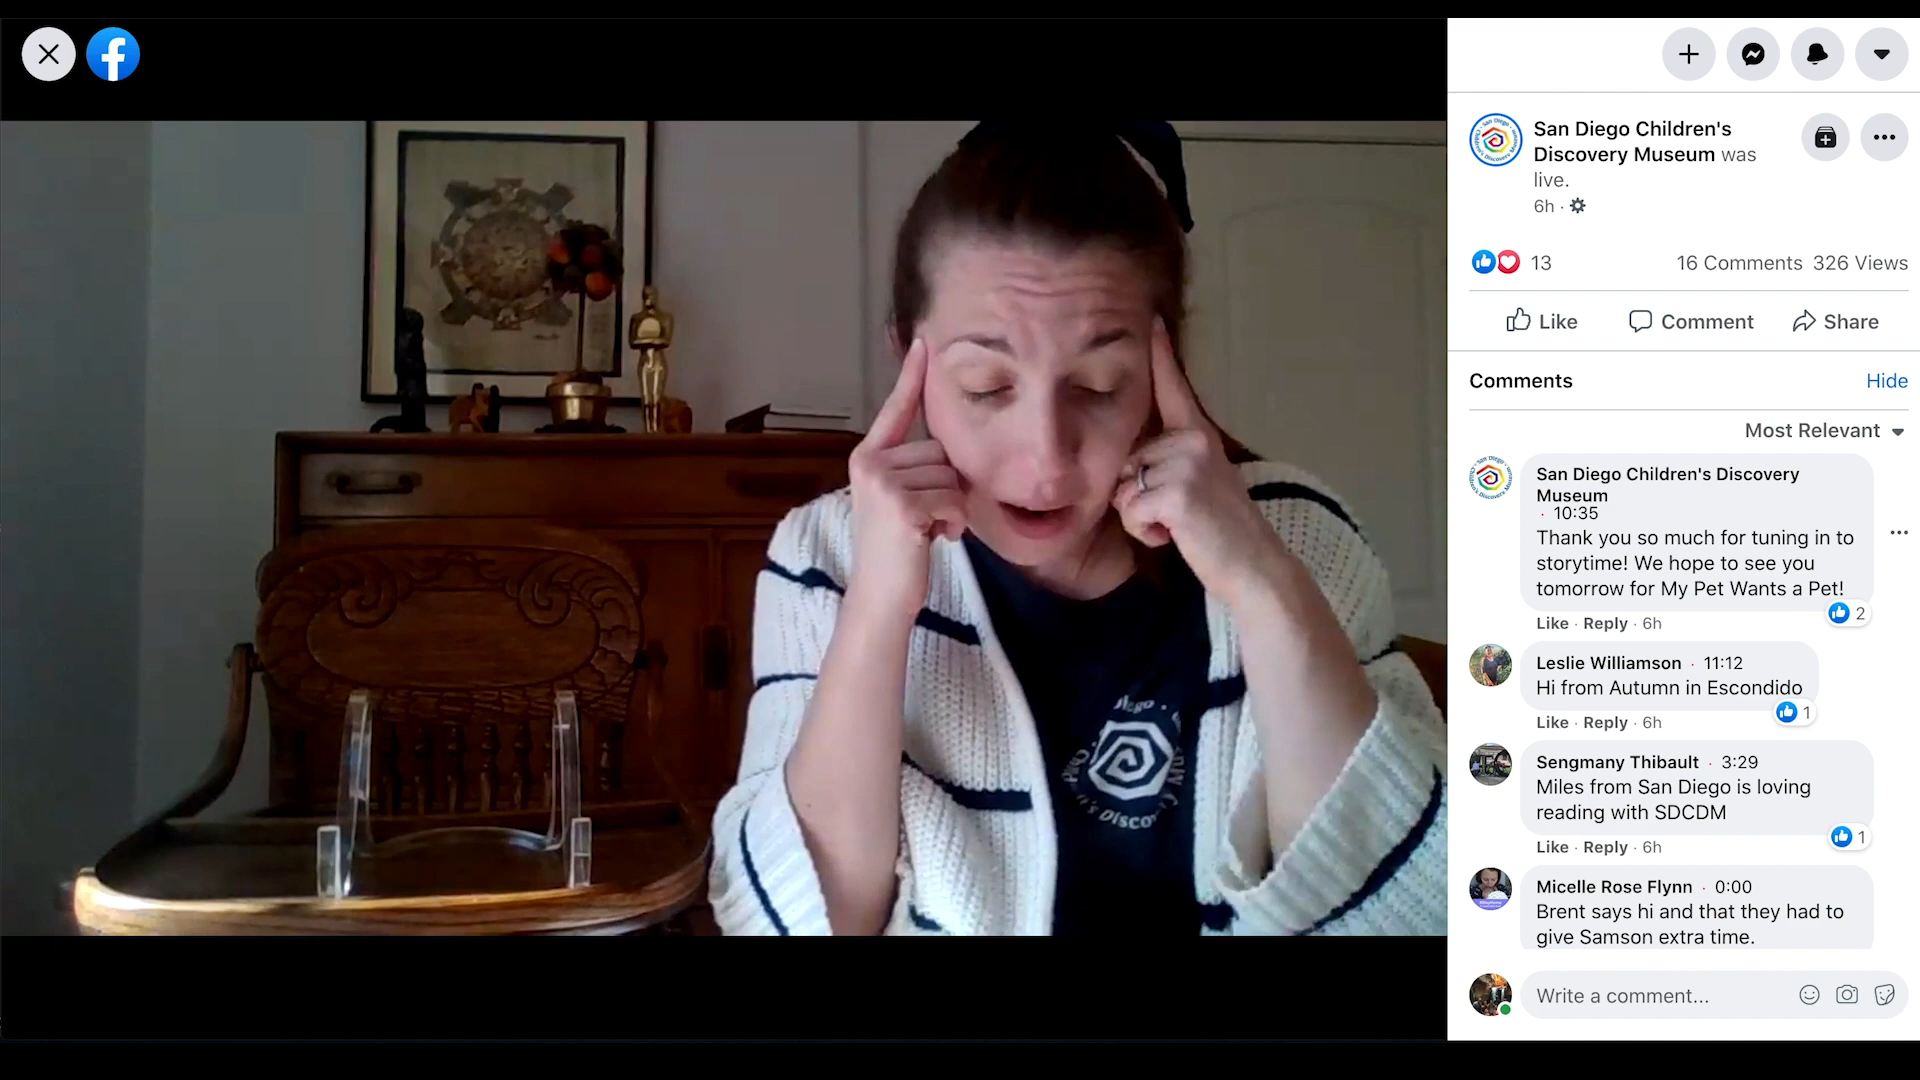 San Diego Children's
Discovery Museum was
live.
6h ·
13
16 Comments 326 Views
Like
Comment
Share
Comments
Hide
Most Relevant
San Diego Children's Discovery
Museum
· 10:35
Thank you so much for tuning in to
storytime! We hope to see you
tomorrow for My Pet Wants a Pet!
2
Like · Reply · 6h
Leslie Williamson · 11:12
Hi from Autumn in Escondido
1
Like · Reply · 6h
Sengmany Thibault · 3:29
Miles from San Diego is loving
reading with SDCDM
1
Like · Reply · 6h
Micelle Rose Flynn · 0:00
Brent says hi and that they had to
give Samson extra time.
Write a comment...